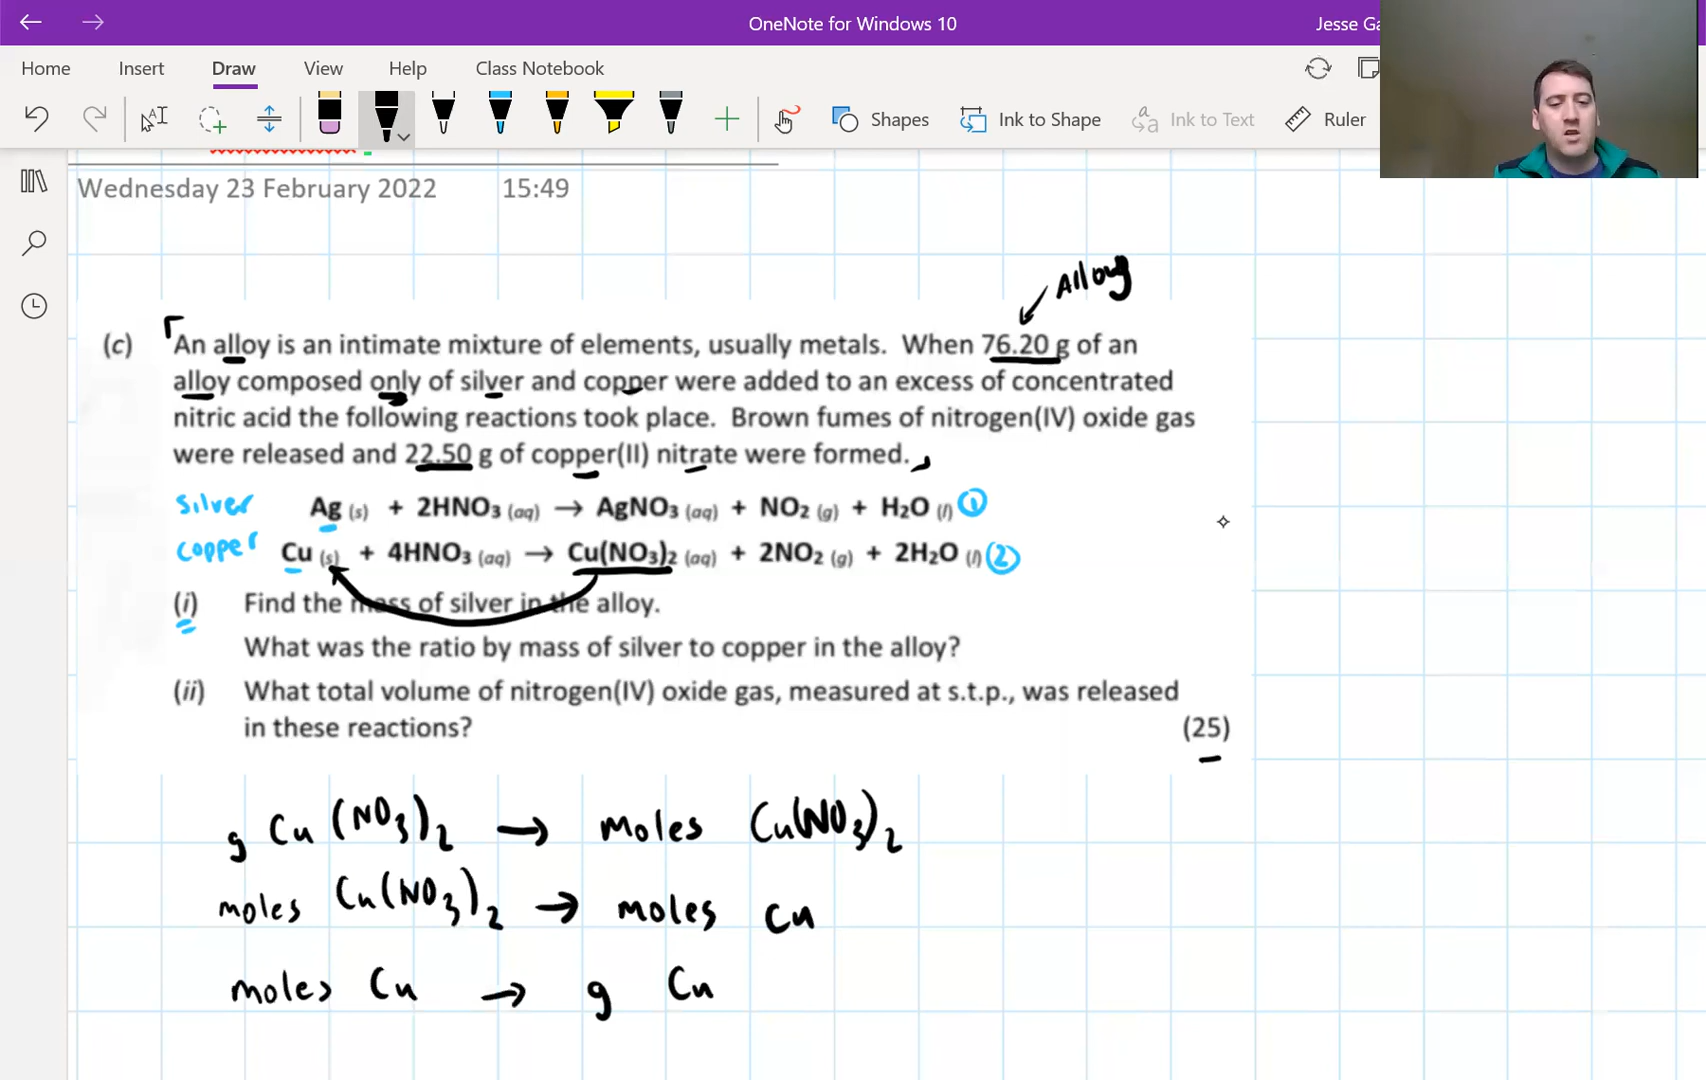 OneNote for Windows 10
Jesse Ga
Home Insert Draw View Help Class Notebook
Shapes Ink to Shape Ink to Text Ruler
Wednesday 23 February 2022 15:49
Alloy
(c) An alloy is an intimate mixture of elements, usually metals. When 76.20 g of an
alloy composed only of silver and copper were added to an excess of concentrated
nitric acid the following reactions took place. Brown fumes of nitrogen(IV) oxide gas
were released and 22.50 g of copper(II) nitrate were formed.
silver Ag (s) + 2HNO₃ (aq) → AgNO₃ (aq) + NO₂ (g) + H₂O (l) ①
copper Cu (s) + 4HNO₃ (aq) → Cu(NO₃)₂ (aq) + 2NO₂ (g) + 2H₂O (l) ②
(i) Find the mass of silver in the alloy.
What was the ratio by mass of silver to copper in the alloy?
(ii) What total volume of nitrogen(IV) oxide gas, measured at s.t.p., was released
in these reactions? (25)
g Cu(NO₃)₂ → moles Cu(NO₃)₂
moles Cu(NO₃)₂ → moles Cu
moles Cu → g Cu